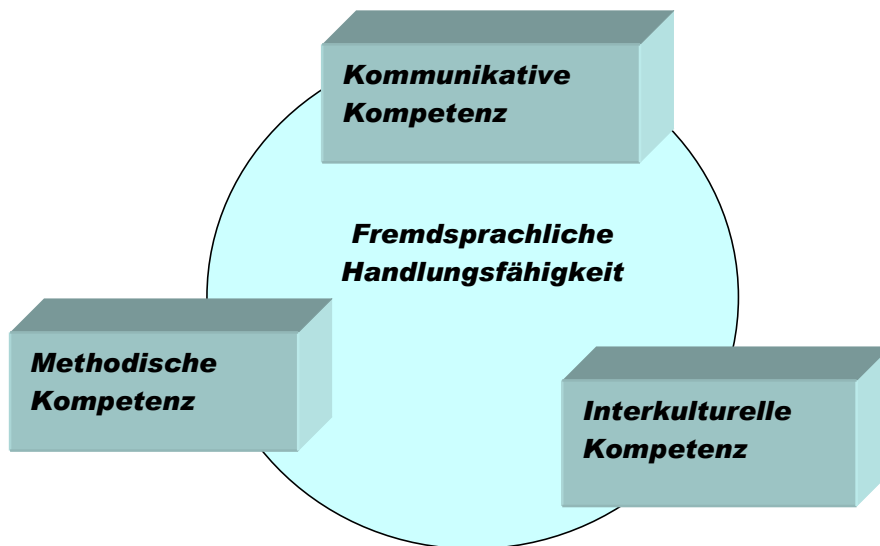 Kommunikative
Kompetenz
Fremdsprachliche
Handlungsfähigkeit
Methodische
Kompetenz
Interkulturelle
Kompetenz